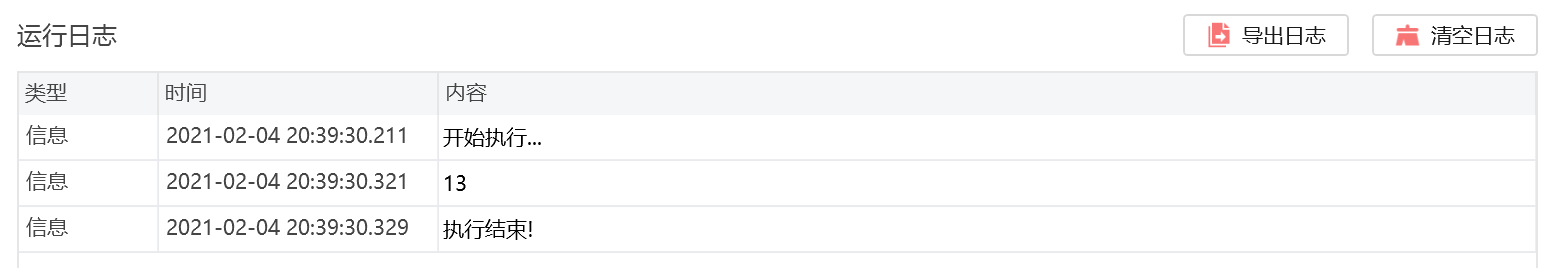 运行日志
导出日志
清空日志
类型 时间 内容
信息 2021-02-04 20:39:30.211 开始执行...
信息 2021-02-04 20:39:30.321 13
信息 2021-02-04 20:39:30.329 执行结束!